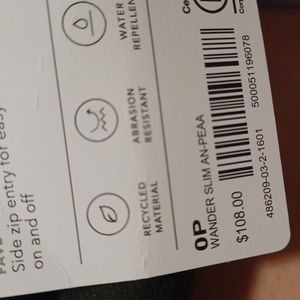 Side zip entry for easy
on and off
WATER
REPELLEN
ABRASION
RESISTANT
RECYCLED
MATERIAL
500051196078
0P
WANDER SLIM AN-PEAA
$108.00
486209-03-2-1601